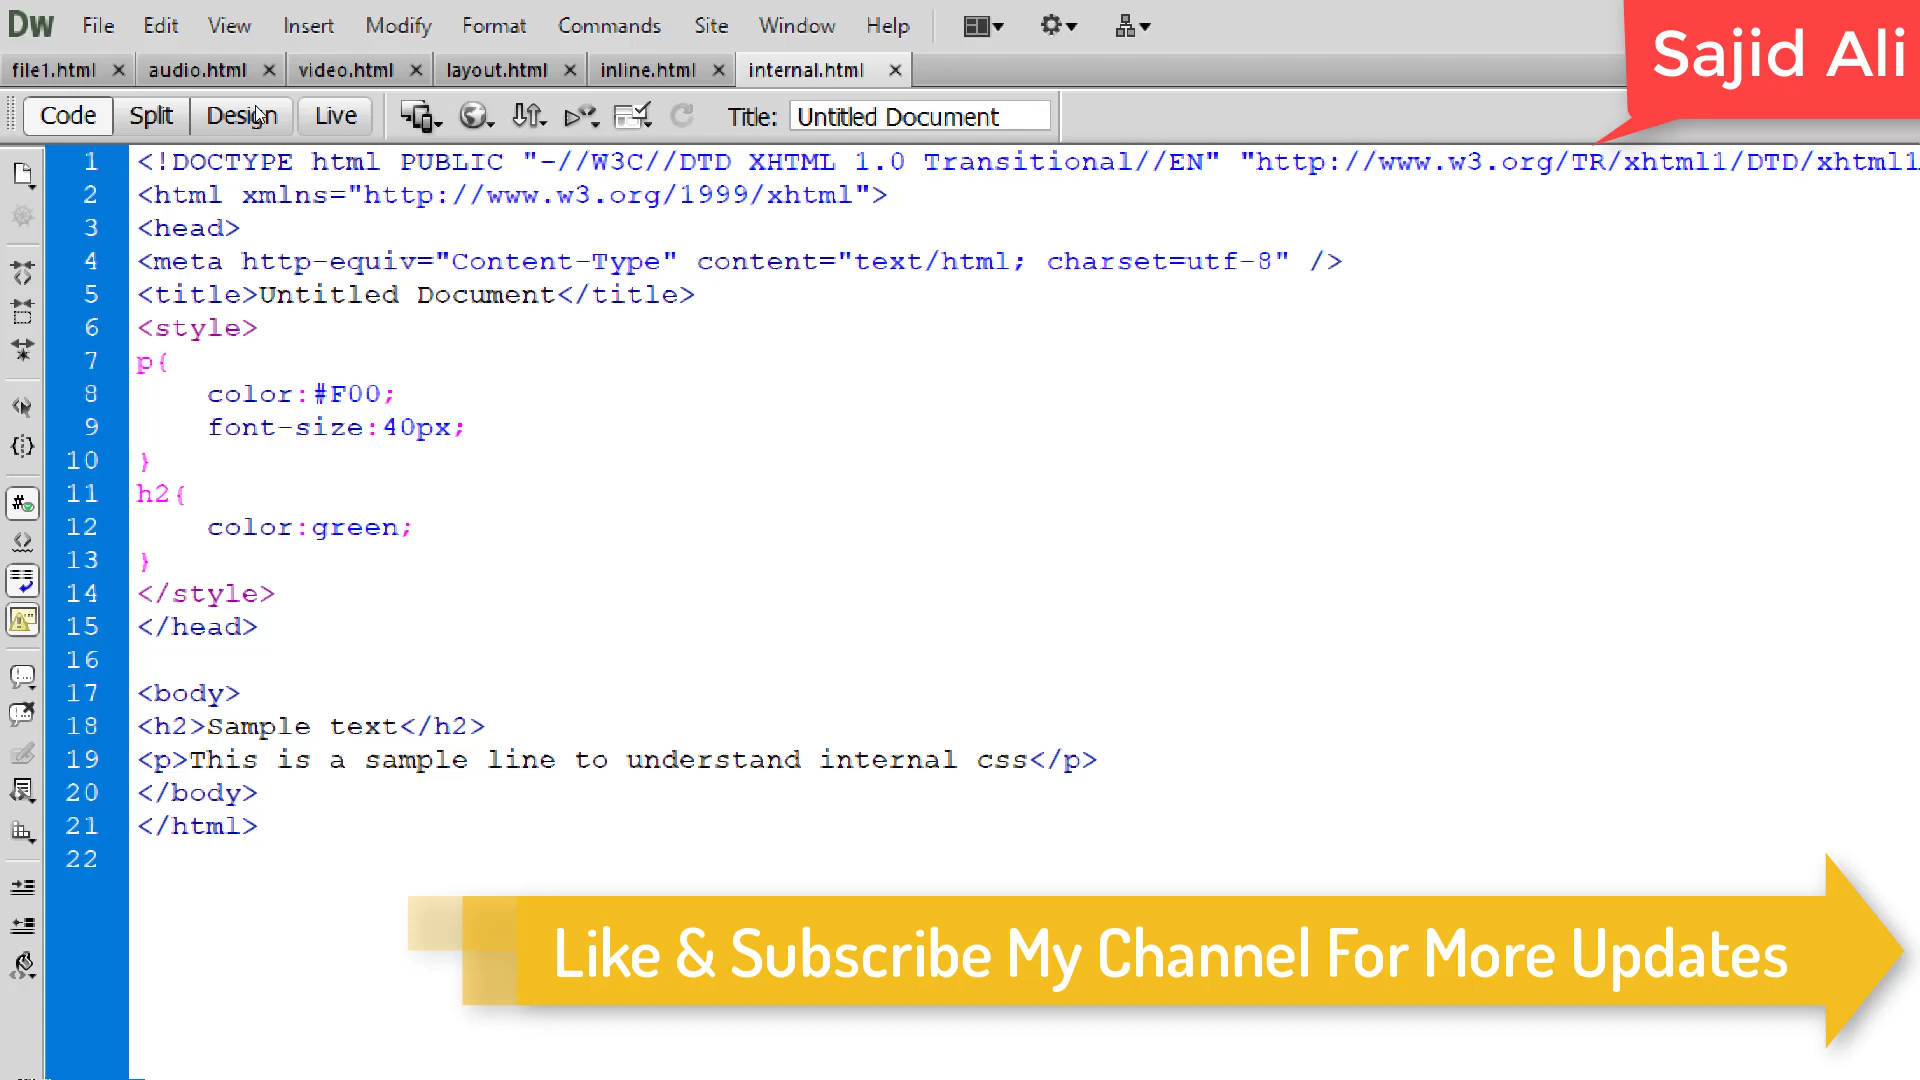 Dw File Edit View Insert Modify Format Commands Site Window Help
Sajid Ali
file1.html audio.html video.html layout.html inline.html internal.html
Code Split Design Live Title: Untitled Document
1 <!DOCTYPE html PUBLIC "-//W3C//DTD XHTML 1.0 Transitional//EN" "http://www.w3.org/TR/xhtml1/DTD/xhtml1
2 <html xmlns="http://www.w3.org/1999/xhtml">
3 <head>
4 <meta http-equiv="Content-Type" content="text/html; charset=utf-8" />
5 <title>Untitled Document</title>
6 <style>
7 p{
8 color:#F00;
9 font-size:40px;
10 }
11 h2{
12 color:green;
13 }
14 </style>
15 </head>
16
17 <body>
18 <h2>Sample text</h2>
19 <p>This is a sample line to understand internal css</p>
20 </body>
21 </html>
22
Like & Subscribe My Channel For More Updates